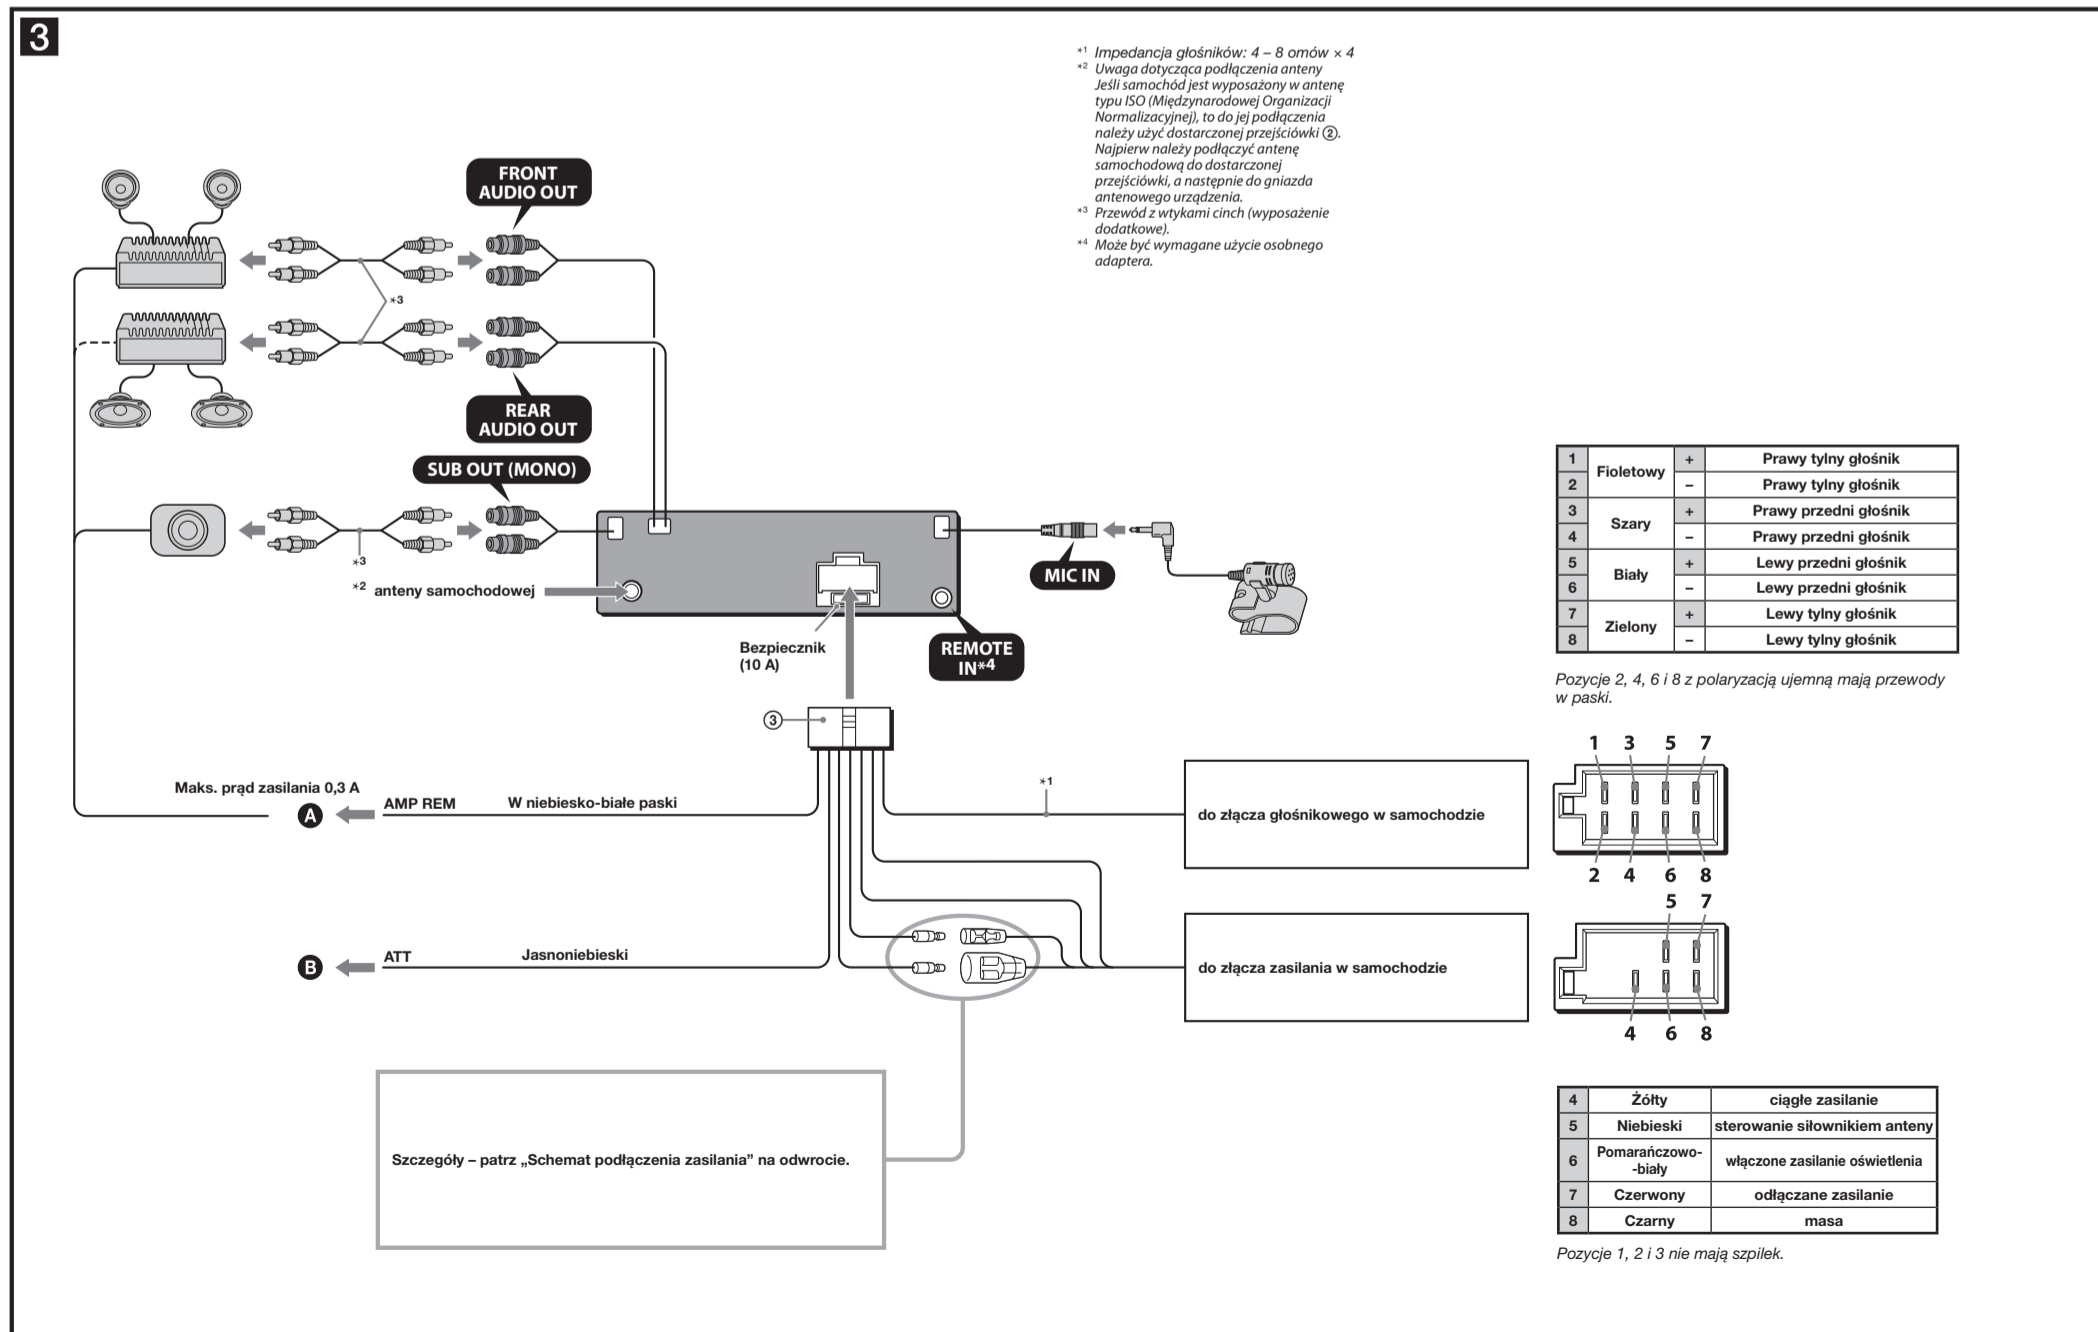 3
*1 Impedancja głośników: 4 – 8 omów × 4
*2 Uwaga dotycząca podłączenia anteny
Jeśli samochód jest wyposażony w antenę
typu ISO (Międzynarodowej Organizacji
Normalizacyjnej), to do jej podłączenia
należy użyć dostarczonej przejściówki ②.
Najpierw należy podłączyć antenę
samochodową do dostarczonej
przejściówki, a następnie do gniazda
antenowego urządzenia.
*3 Przewód z wtykami cinch (wyposażenie
dodatkowe).
*4 Może być wymagane użycie osobnego
adaptera.
FRONT
AUDIO OUT
*3
REAR
AUDIO OUT
SUB OUT (MONO)
*3
*2 anteny samochodowej
MIC IN
Bezpiecznik
(10 A)
REMOTE
IN*4
③
Maks. prąd zasilania 0,3 A
A
AMP REM
W niebiesko-białe paski
*1
do złącza głośnikowego w samochodzie
B
ATT
Jasnoniebieski
do złącza zasilania w samochodzie
Szczegóły – patrz „Schemat podłączenia zasilania” na odwrocie.
1 Fioletowy + Prawy tylny głośnik
2 – Prawy tylny głośnik
3 Szary + Prawy przedni głośnik
4 – Prawy przedni głośnik
5 Biały + Lewy przedni głośnik
6 – Lewy przedni głośnik
7 Zielony + Lewy tylny głośnik
8 – Lewy tylny głośnik
Pozycje 2, 4, 6 i 8 z polaryzacją ujemną mają przewody
w paski.
1 3 5 7
2 4 6 8
5 7
4 6 8
4 Żółty ciągłe zasilanie
5 Niebieski sterowanie siłownikiem anteny
6 Pomarańczowo-
-biały włączone zasilanie oświetlenia
7 Czerwony odłączane zasilanie
8 Czarny masa
Pozycje 1, 2 i 3 nie mają szpilek.